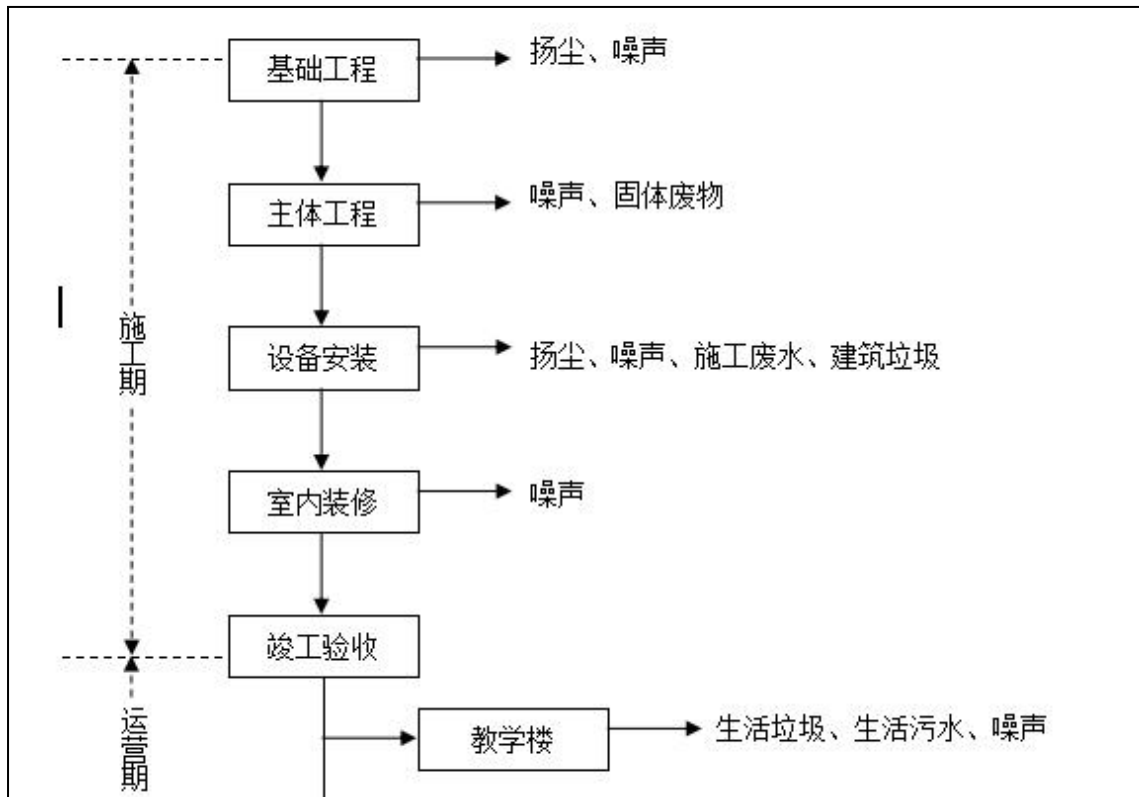 基础工程
扬尘、噪声
主体工程
噪声、固体废物
施工期
设备安装
扬尘、噪声、施工废水、建筑垃圾
室内装修
噪声
竣工验收
运营期
教学楼
生活垃圾、生活污水、噪声